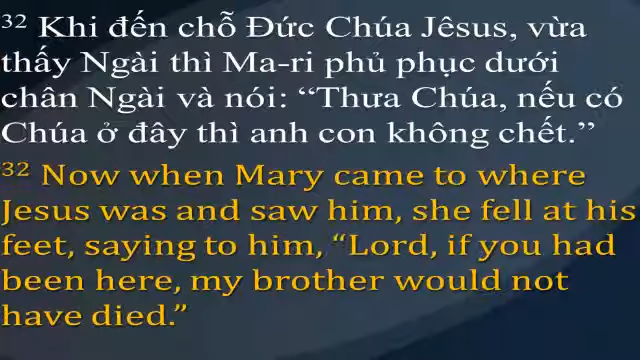 32 Khi đến chỗ Đức Chúa Jêsus, vừa
thấy Ngài thì Ma-ri phủ phục dưới
chân Ngài và nói: “Thưa Chúa, nếu có
Chúa ở đây thì anh con không chết.”
32 Now when Mary came to where
Jesus was and saw him, she fell at his
feet, saying to him, “Lord, if you had
been here, my brother would not
have died.”